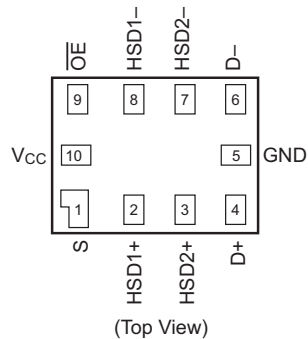 OE HSD1– HSD2– D–
9 8 7 6
VCC 10 5 GND
1 2 3 4
S HSD1+ HSD2+ D+
(Top View)